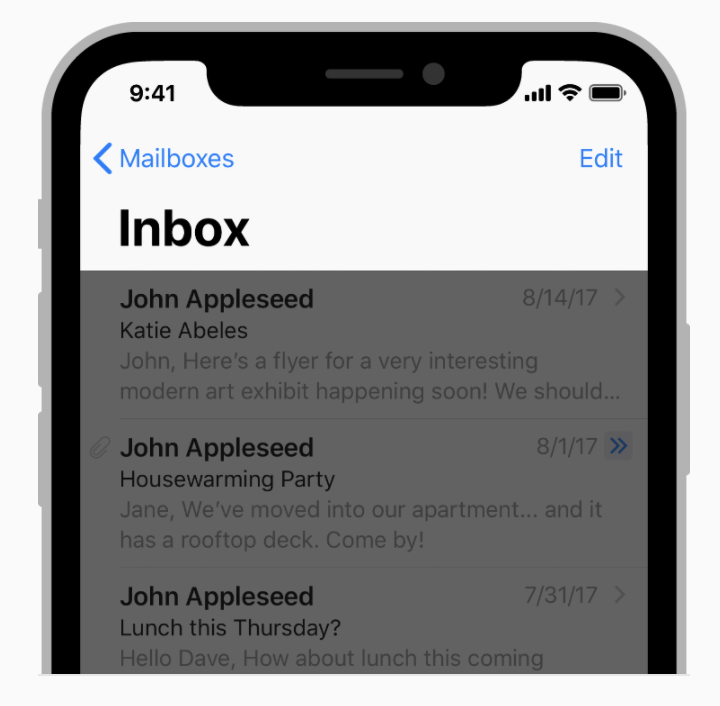 9:41
Mailboxes
Edit
Inbox
John Appleseed 8/14/17
Katie Abeles
John, Here's a flyer for a very interesting
modern art exhibit happening soon! We should...
John Appleseed 8/1/17
Housewarming Party
Jane, We've moved into our apartment... and it
has a rooftop deck. Come by!
John Appleseed 7/31/17
Lunch this Thursday?
Hello Dave, How about lunch this coming